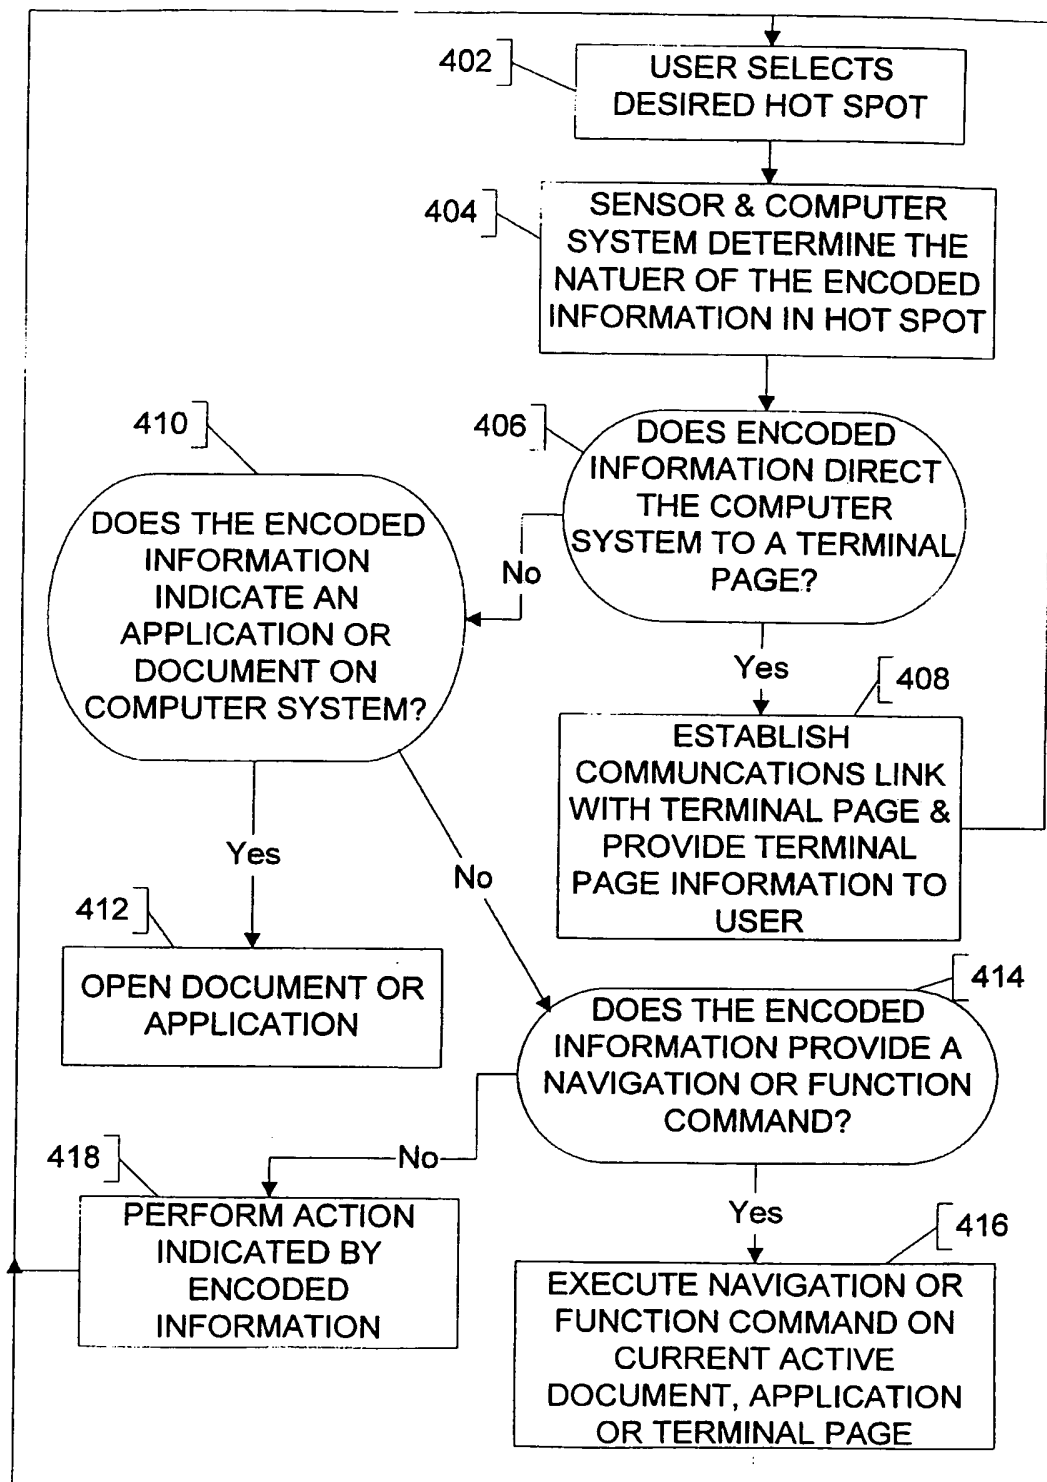 402
USER SELECTS
DESIRED HOT SPOT
404
SENSOR & COMPUTER
SYSTEM DETERMINE THE
NATUER OF THE ENCODED
INFORMATION IN HOT SPOT
406
DOES ENCODED
INFORMATION DIRECT
THE COMPUTER
SYSTEM TO A TERMINAL
PAGE?
No
Yes
410
DOES THE ENCODED
INFORMATION
INDICATE AN
APPLICATION OR
DOCUMENT ON
COMPUTER SYSTEM?
408
ESTABLISH
COMMUNCATIONS LINK
WITH TERMINAL PAGE &
PROVIDE TERMINAL
PAGE INFORMATION TO
USER
Yes
No
412
OPEN DOCUMENT OR
APPLICATION
414
DOES THE ENCODED
INFORMATION PROVIDE A
NAVIGATION OR FUNCTION
COMMAND?
No
Yes
418
PERFORM ACTION
INDICATED BY
ENCODED
INFORMATION
416
EXECUTE NAVIGATION OR
FUNCTION COMMAND ON
CURRENT ACTIVE
DOCUMENT, APPLICATION
OR TERMINAL PAGE